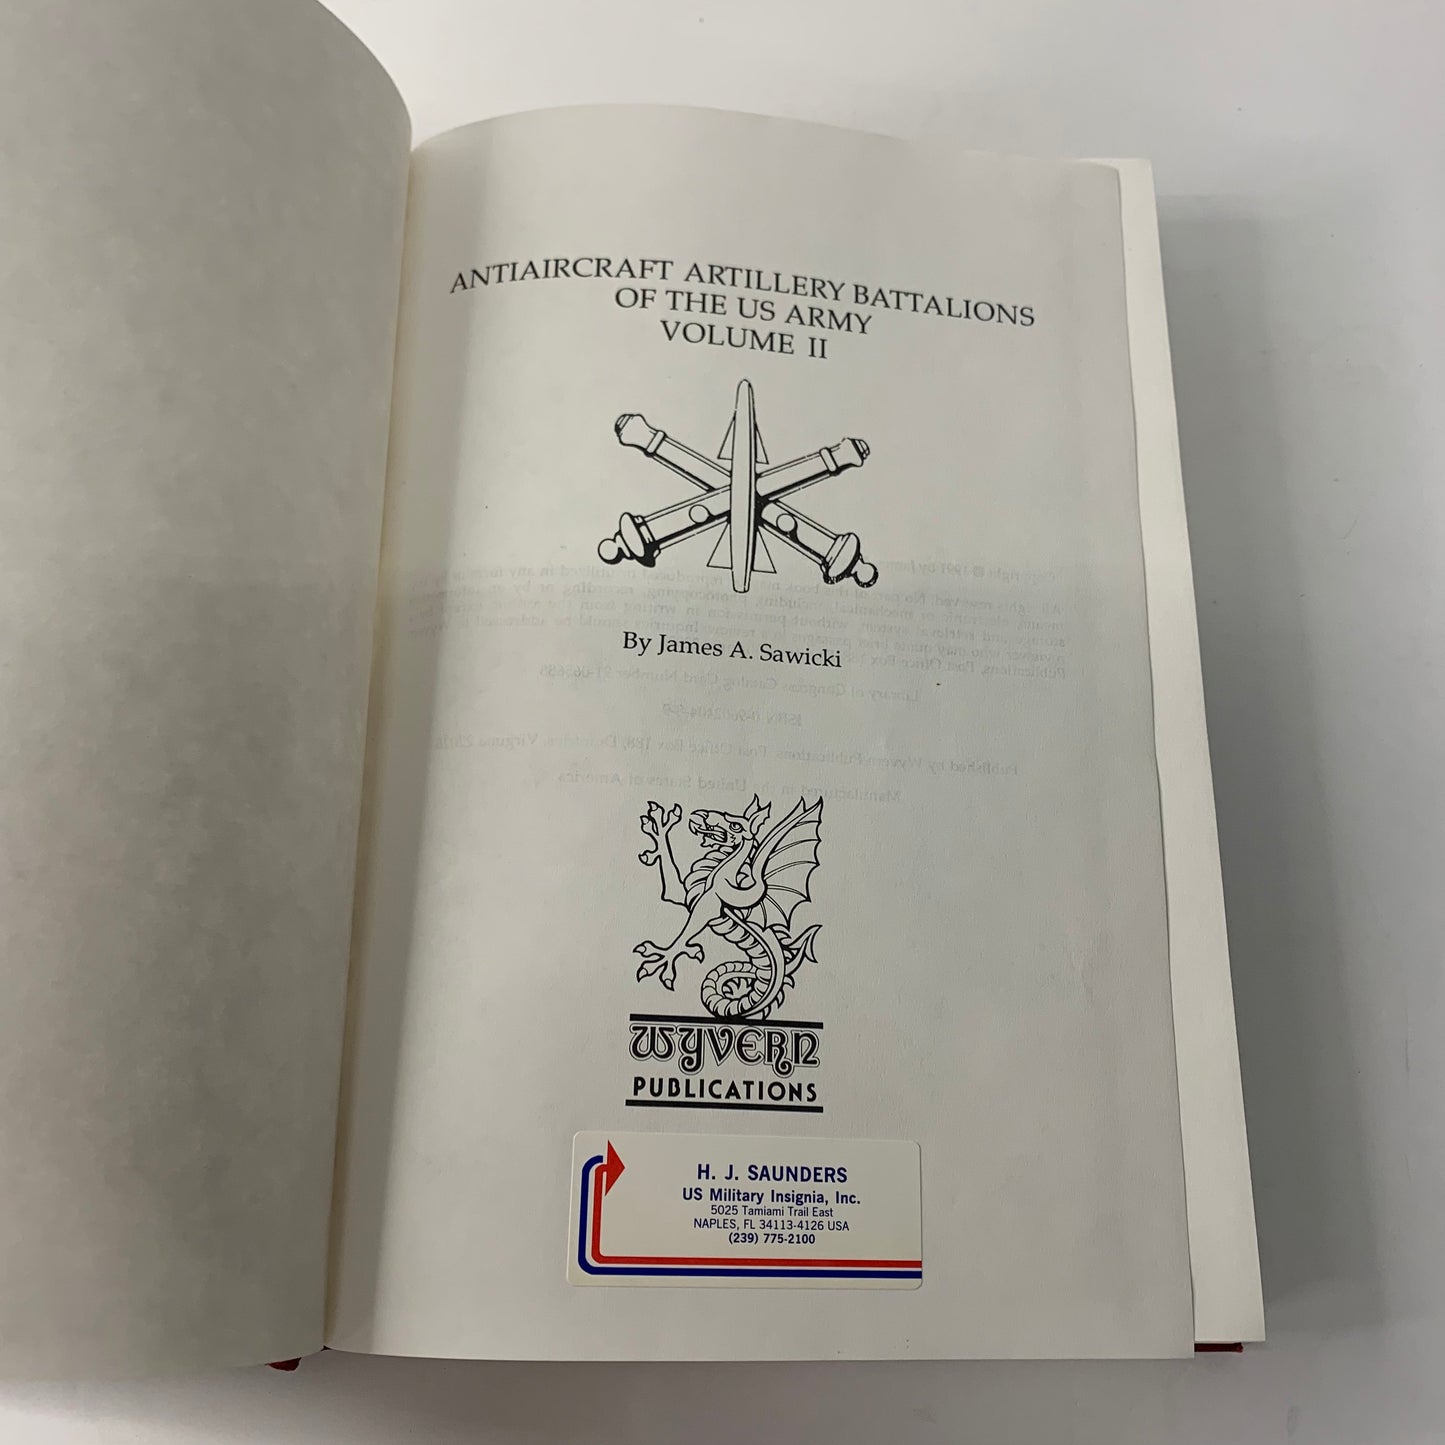 ANTIAIRCRAFT ARTILLERY BATTALIONS
OF THE US ARMY
VOLUME II
By James A. Sawicki
WYVERN
PUBLICATIONS
H. J. SAUNDERS
US Military Insignia, Inc.
5025 Tamiami Trail East
NAPLES, FL 34113-4126 USA
(239) 775-2100